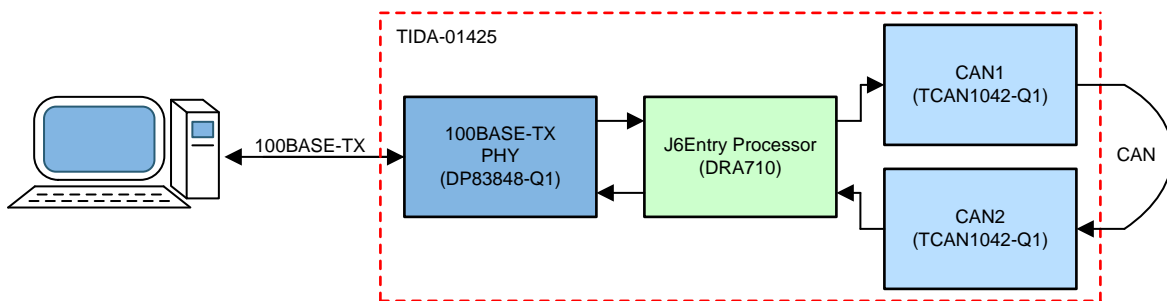 TIDA-01425
100BASE-TX
100BASE-TX
PHY
(DP83848-Q1)
J6Entry Processor
(DRA710)
CAN1
(TCAN1042-Q1)
CAN
CAN2
(TCAN1042-Q1)